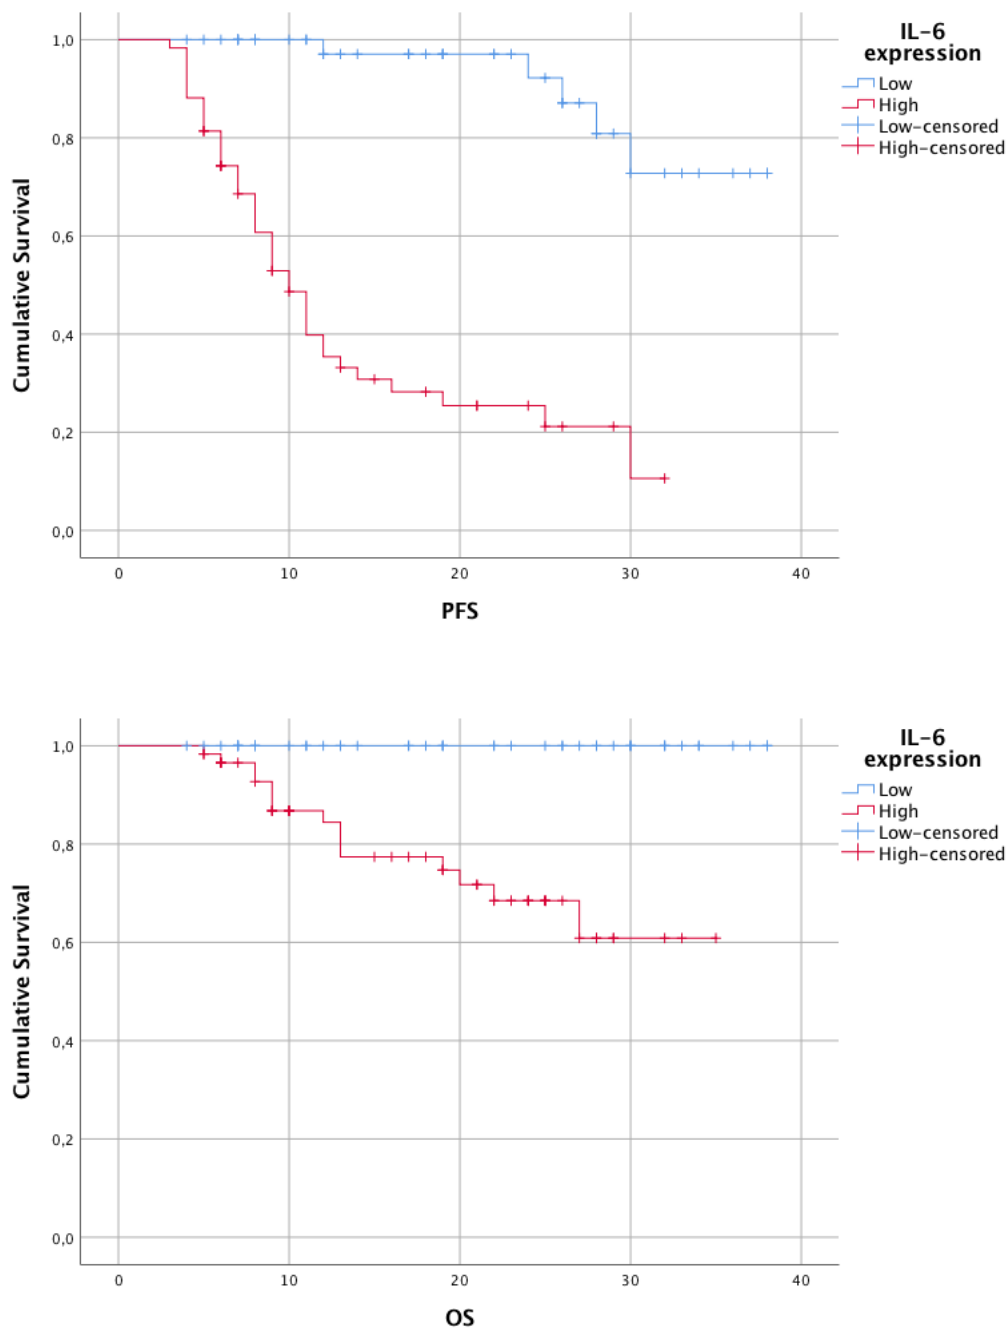 IL-6
expression
Low
High
Low-censored
High-censored
1,0
0,8
0,6
0,4
0,2
0,0
Cumulative Survival
0 10 20 30 40
PFS
IL-6
expression
Low
High
Low-censored
High-censored
1,0
0,8
0,6
0,4
0,2
0,0
Cumulative Survival
0 10 20 30 40
OS